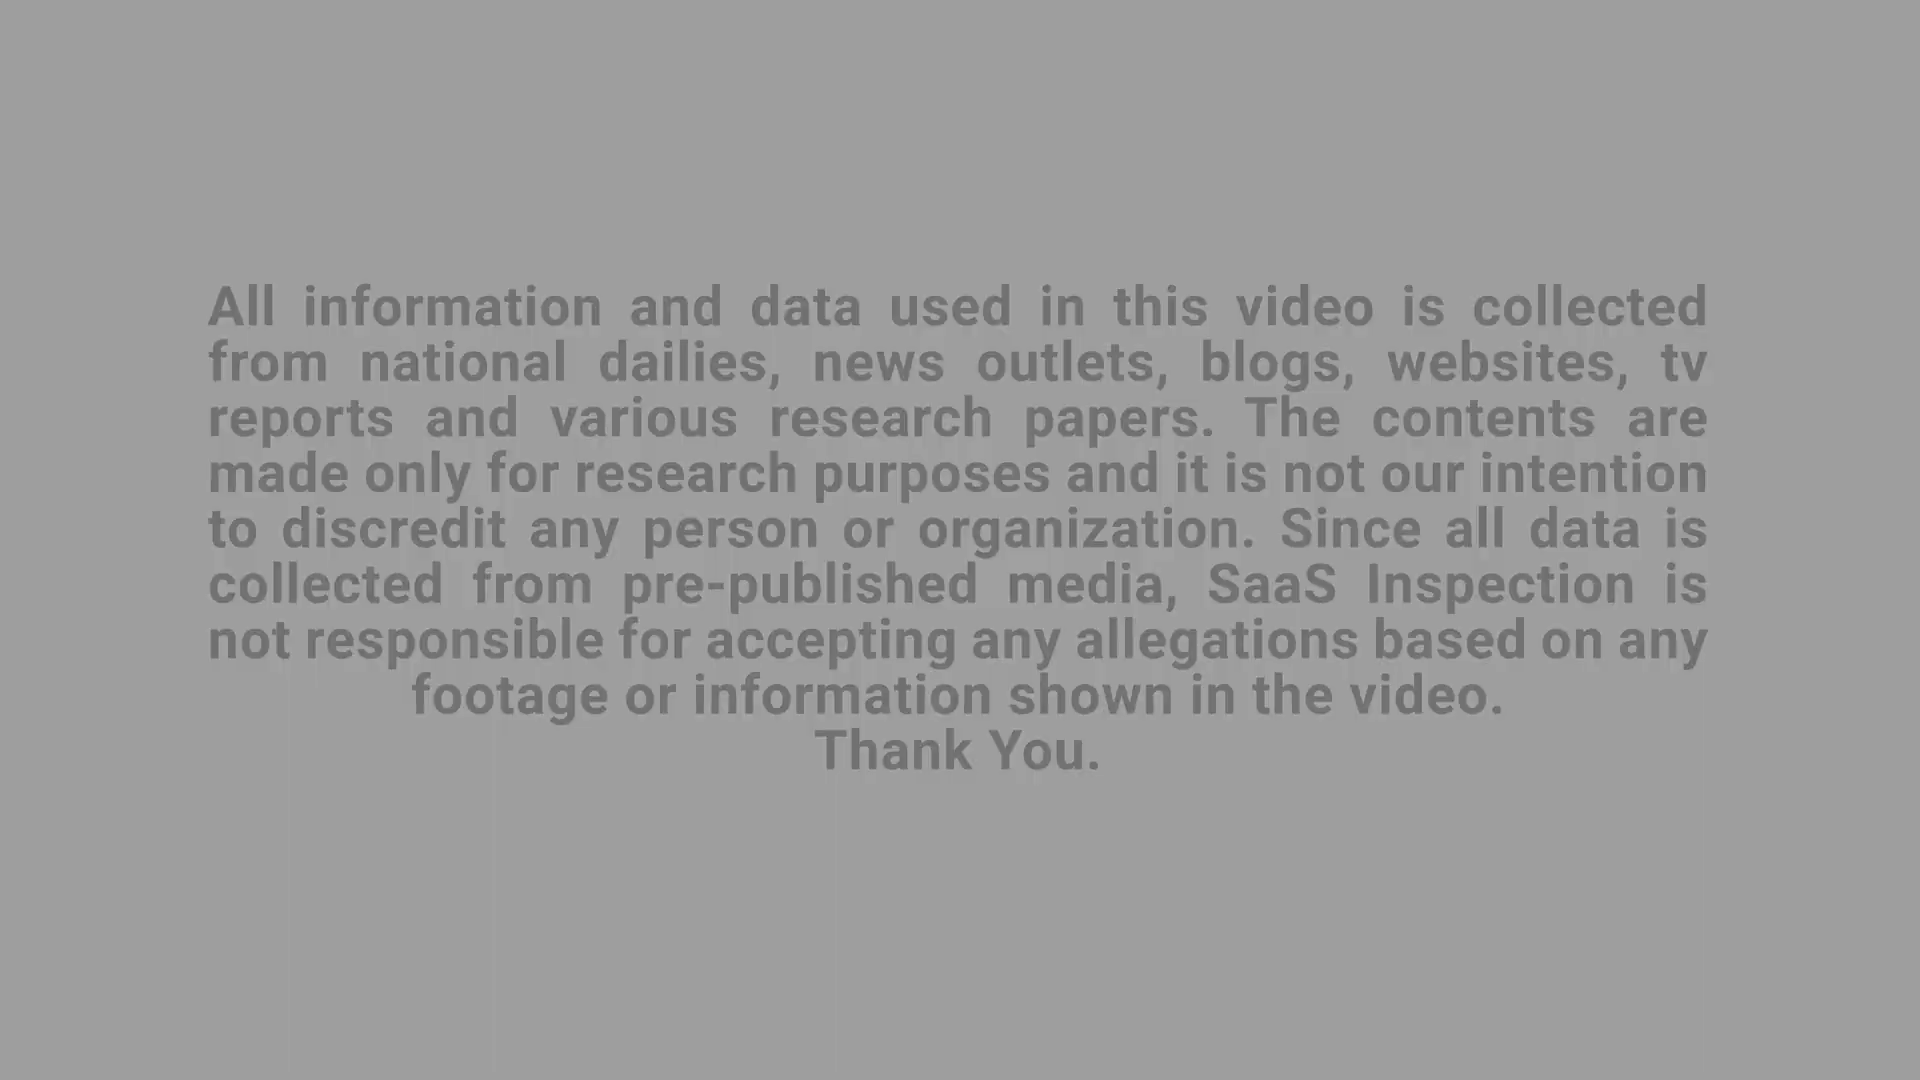 All information and data used in this video is collected
from national dailies, news outlets, blogs, websites, tv
reports and various research papers. The contents are
made only for research purposes and it is not our intention
to discredit any person or organization. Since all data is
collected from pre-published media, SaaS Inspection is
not responsible for accepting any allegations based on any
footage or information shown in the video.
Thank You.